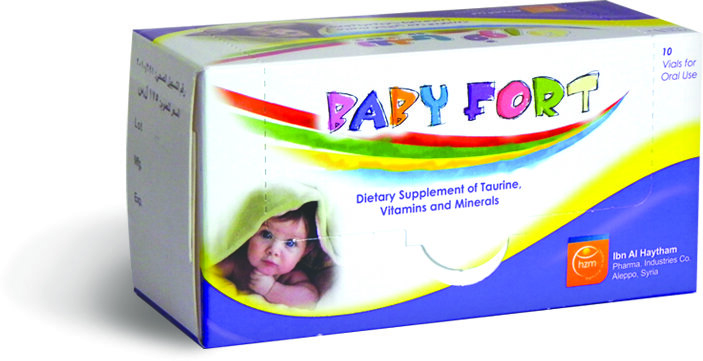 BABY FORT
10
Vials for
Oral Use
Dietary Supplement of Taurine,
Vitamins and Minerals
hzm
Ibn Al Haytham
Pharma. Industries Co.
Aleppo, Syria
Lot
Mfg
Exp